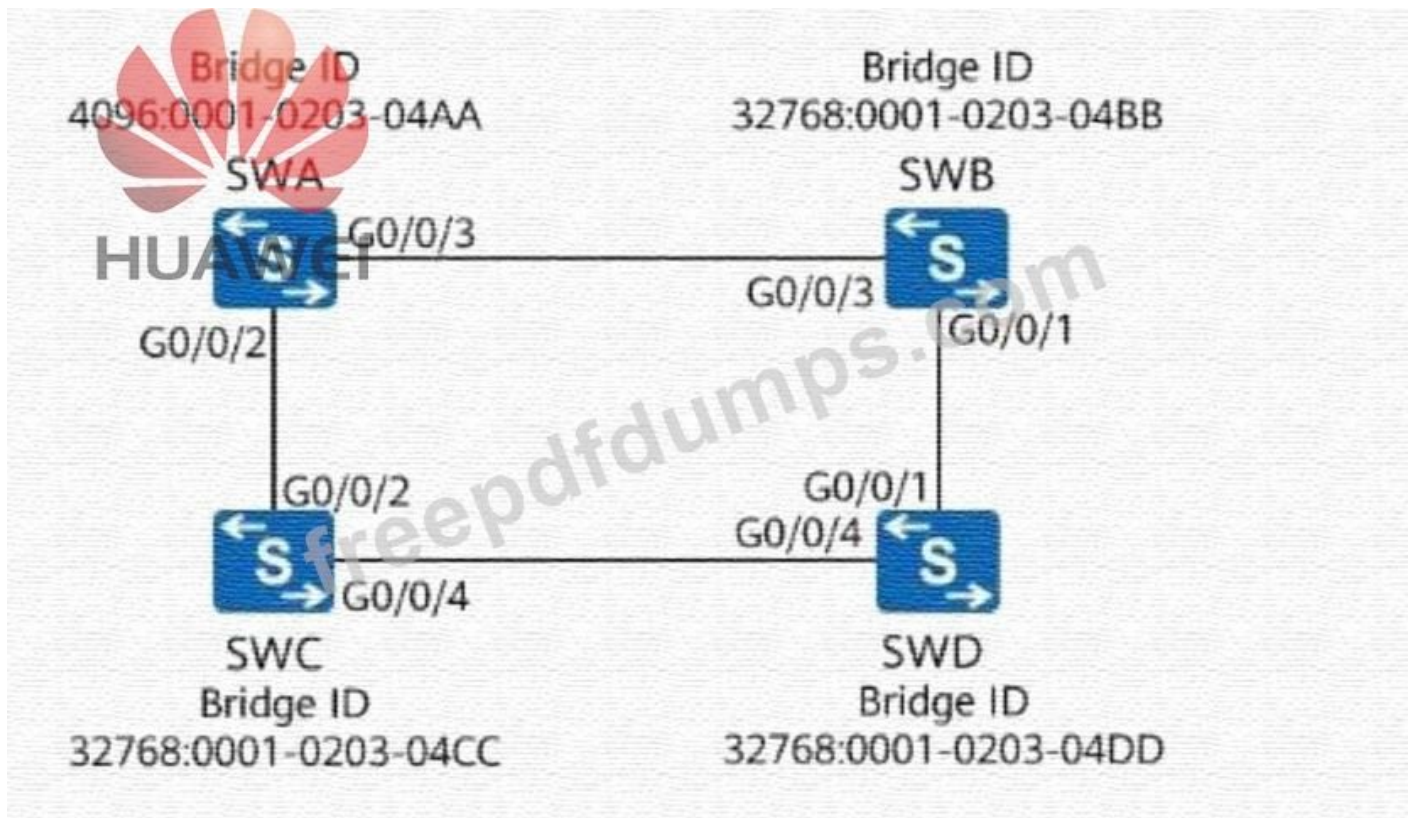 Bridge ID
4096:0001-0203-04AA
SWA
HUAWEI
Bridge ID
32768:0001-0203-04BB
SWB
G0/0/3
S
G0/0/3
S
G0/0/2
G0/0/1
freepdfdumps.com
G0/0/2
G0/0/1
G0/0/4
S
G0/0/4
S
SWC
Bridge ID
32768:0001-0203-04CC
SWD
Bridge ID
32768:0001-0203-04DD